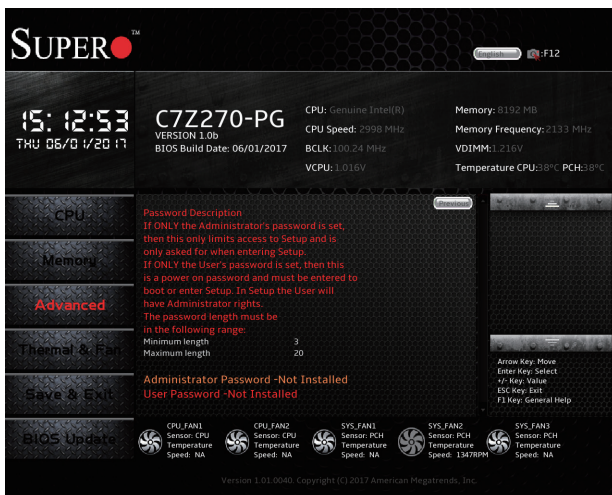 SUPER TM
English :F12
15:12:53
THU 06/01/2017
C7Z270-PG
VERSION 1.0b
BIOS Build Date: 06/01/2017
CPU: Genuine Intel(R)
CPU Speed: 2998 MHz
BCLK:100.24 MHz
VCPU:1.016V
Memory: 8192 MB
Memory Frequency:2133 MHz
VDIMM:1.216V
Temperature CPU:38°C PCH:38°C
CPU
Memory
Advanced
Thermal & Fan
Save & Exit
BIOS Update
Previous
Password Description
If ONLY the Administrator's password is set,
then this only limits access to Setup and is
only asked for when entering Setup.
If ONLY the User's password is set, then this
is a power on password and must be entered to
boot or enter Setup. In Setup the User will
have Administrator rights.
The password length must be
in the following range:
Minimum length 3
Maximum length 20
Administrator Password -Not Installed
User Password -Not Installed
Arrow Key: Move
Enter Key: Select
+/- Key: Value
ESC Key: Exit
F1 Key: General Help
CPU_FAN1
Sensor: CPU
Temperature
Speed: NA
CPU_FAN2
Sensor: CPU
Temperature
Speed: NA
SYS_FAN1
Sensor: PCH
Temperature
Speed: NA
SYS_FAN2
Sensor: PCH
Temperature
Speed: 1347RPM
SYS_FAN3
Sensor: PCH
Temperature
Speed: NA
Version 1.01.0040. Copyright (C) 2017 American Megatrends, Inc.